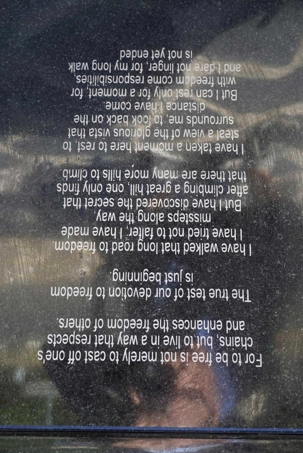 For to be free is not merely to cast off one's
chains, but to live in a way that respects
and enhances the freedom of others.
The true test of our devotion to freedom
is just beginning.
I have walked that long road to freedom
I have tried not to falter, I have made
missteps along the way,
But I have discovered the secret that
after climbing a great hill, one only finds
that there are many more hills to climb
I have taken a moment here to rest, to
steal a view of the glorious vista that
surrounds me, to look back on the
distance I have come.
But I can rest only for a moment, for
with freedom come responsibilities,
and I dare not linger, for my long walk
is not yet ended